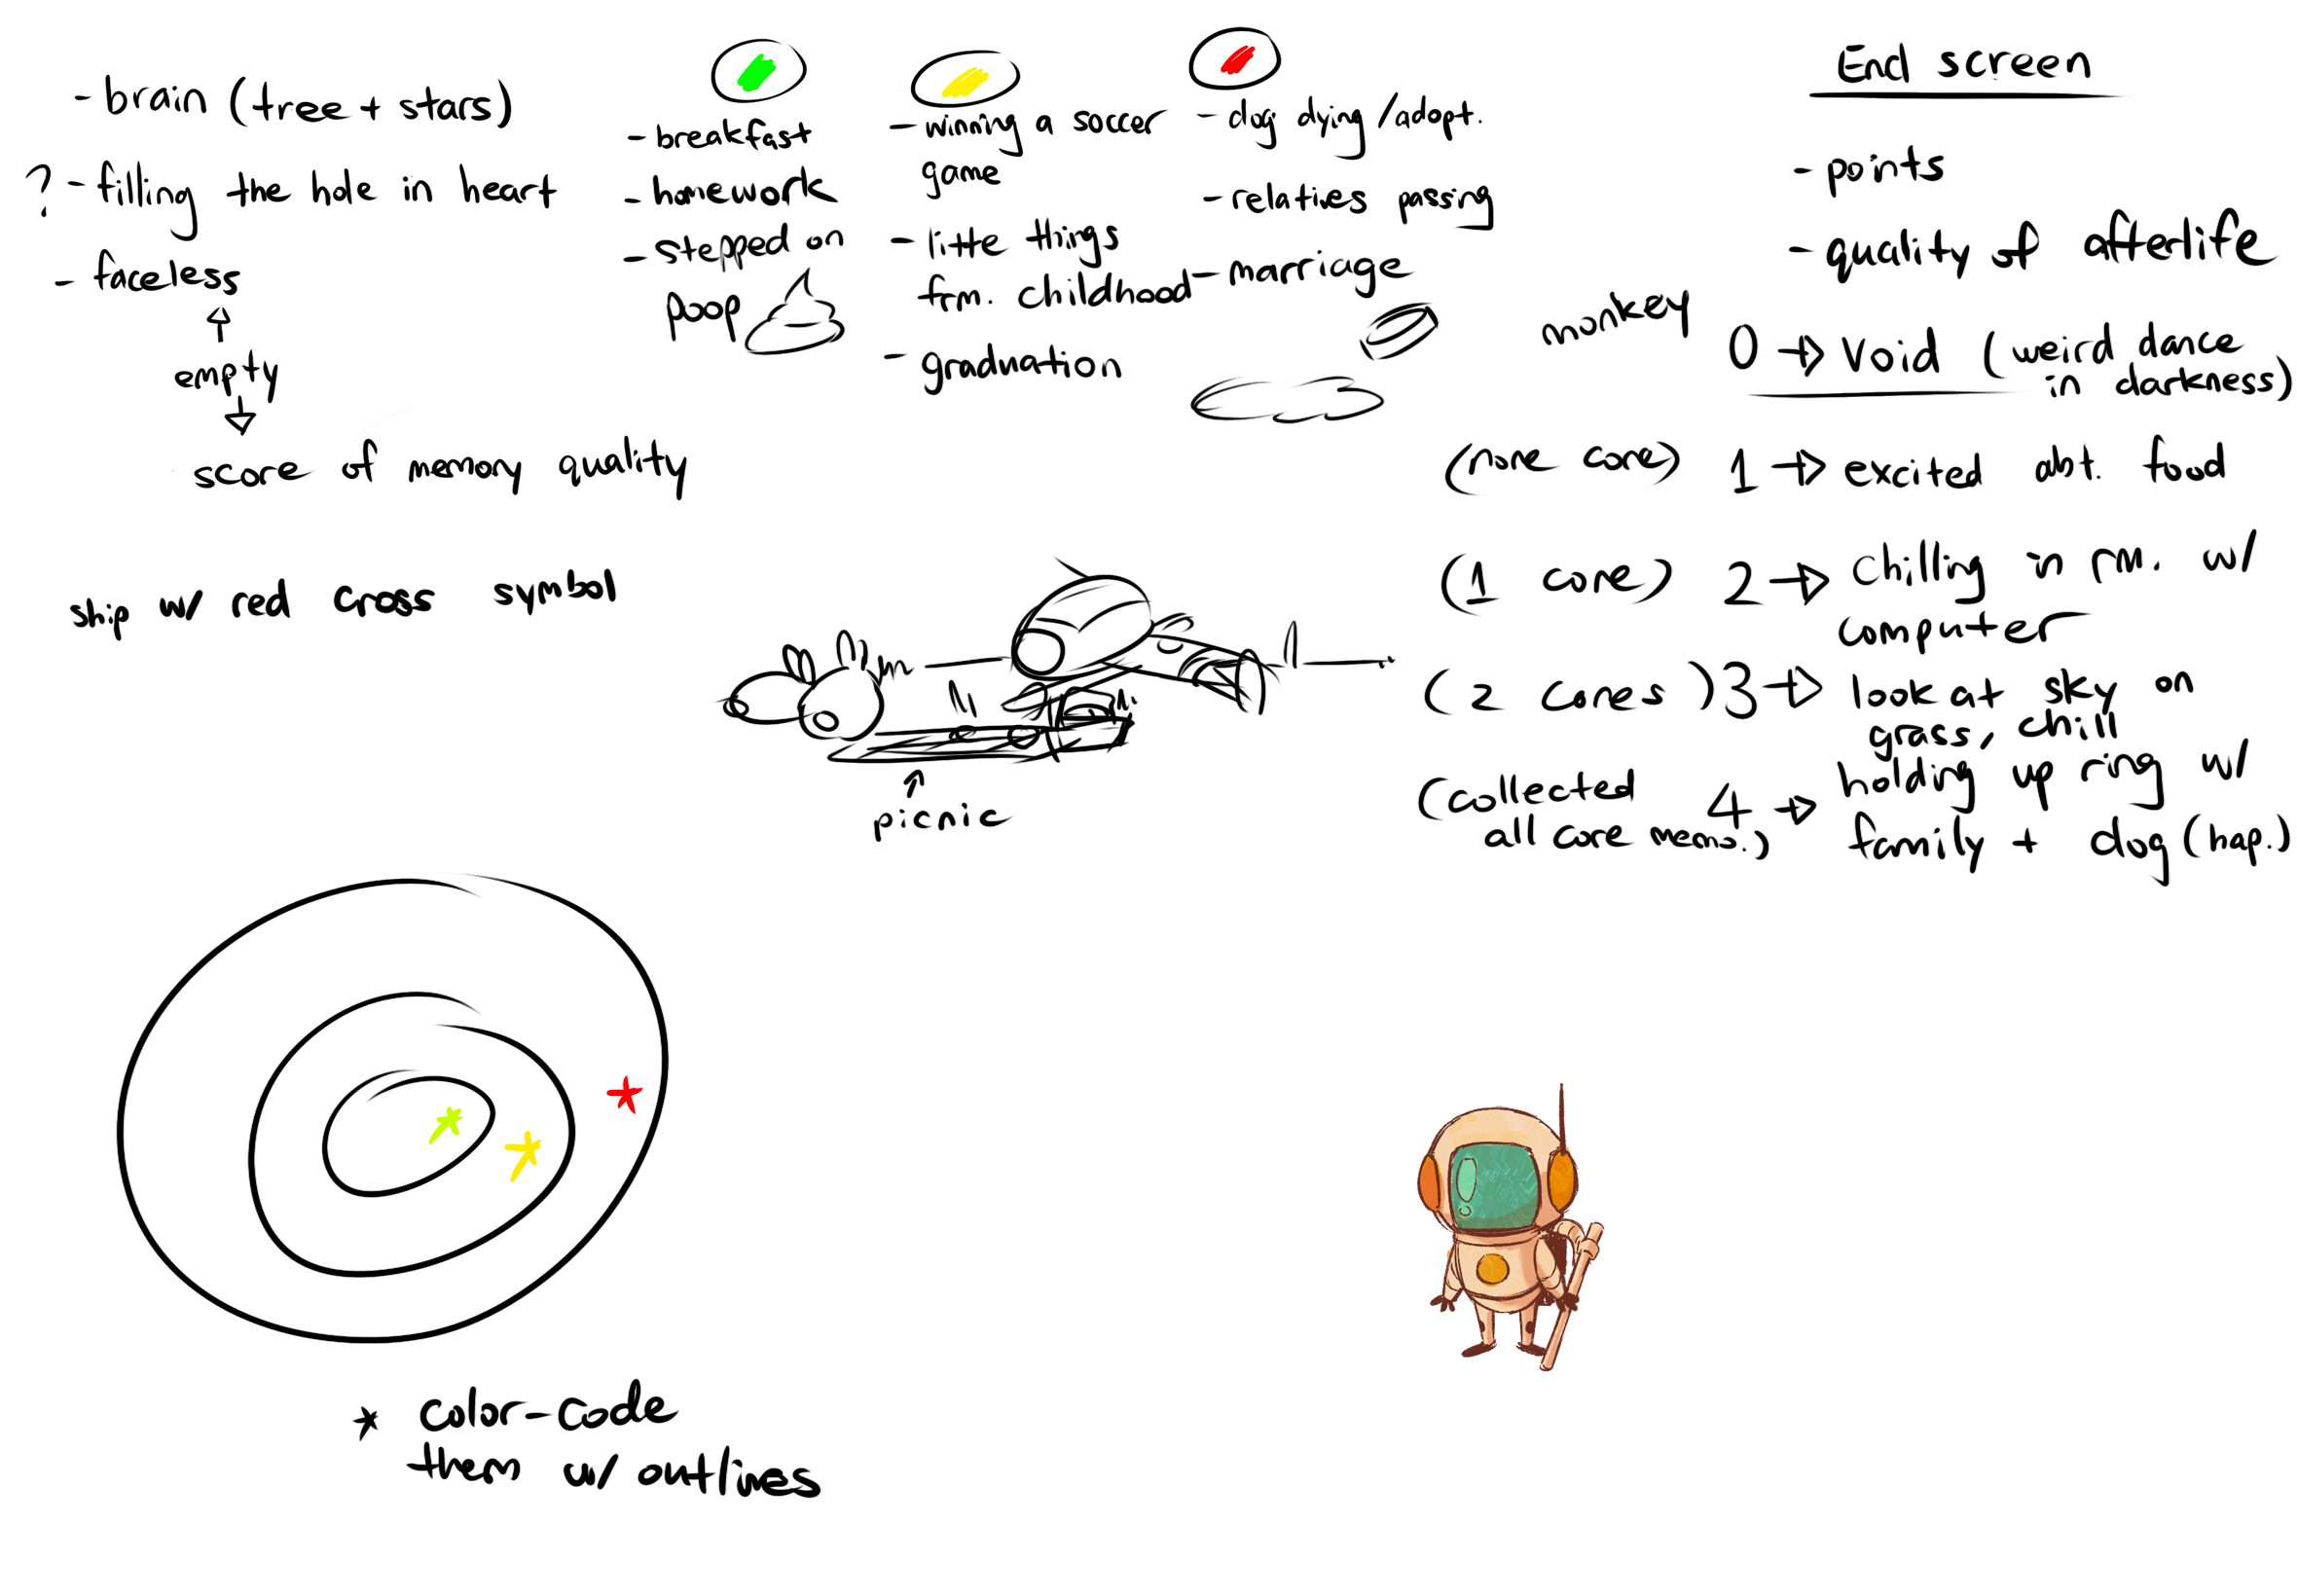 - brain (tree + stars)
? - filling the hole in heart
- faceless
empty
score of memory quality
ship w/ red cross symbol
- breakfast
- homework
- stepped on
poop
- winning a soccer
game
- little things
frm. childhood
- graduation
- dog dying / adopt.
- relatives passing
- marriage
End screen
- points
- quality of afterlife
monkey
0 → Void (weird dance
in darkness)
(none core) 1 → excited abt. food
(1 core) 2 → chilling in rm. w/
computer
(2 cores) 3 → look at sky on
grass, chill
(collected 4 → holding up ring w/
all core memo.) family + dog (hap.)
picnic
* color-code
them w/ outlines